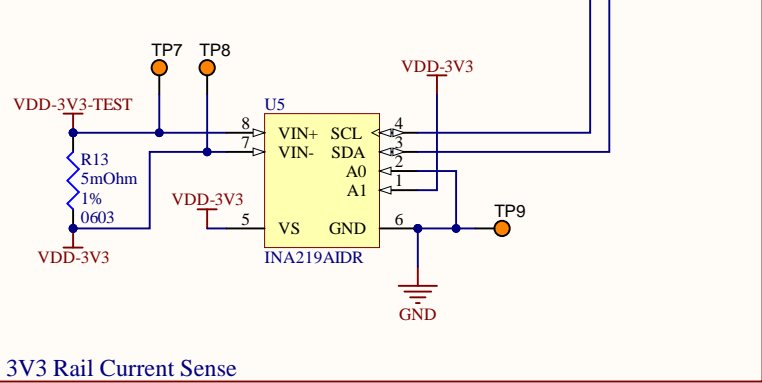 TP7 TP8
VDD-3V3
VDD-3V3-TEST
U5
8 VIN+ SCL 4
7 VIN- SDA 3
A0 2
A1 1
R13
5mOhm
1%
0603
VDD-3V3
TP9
5 VS GND 6
VDD-3V3
INA219AIDR
GND
3V3 Rail Current Sense